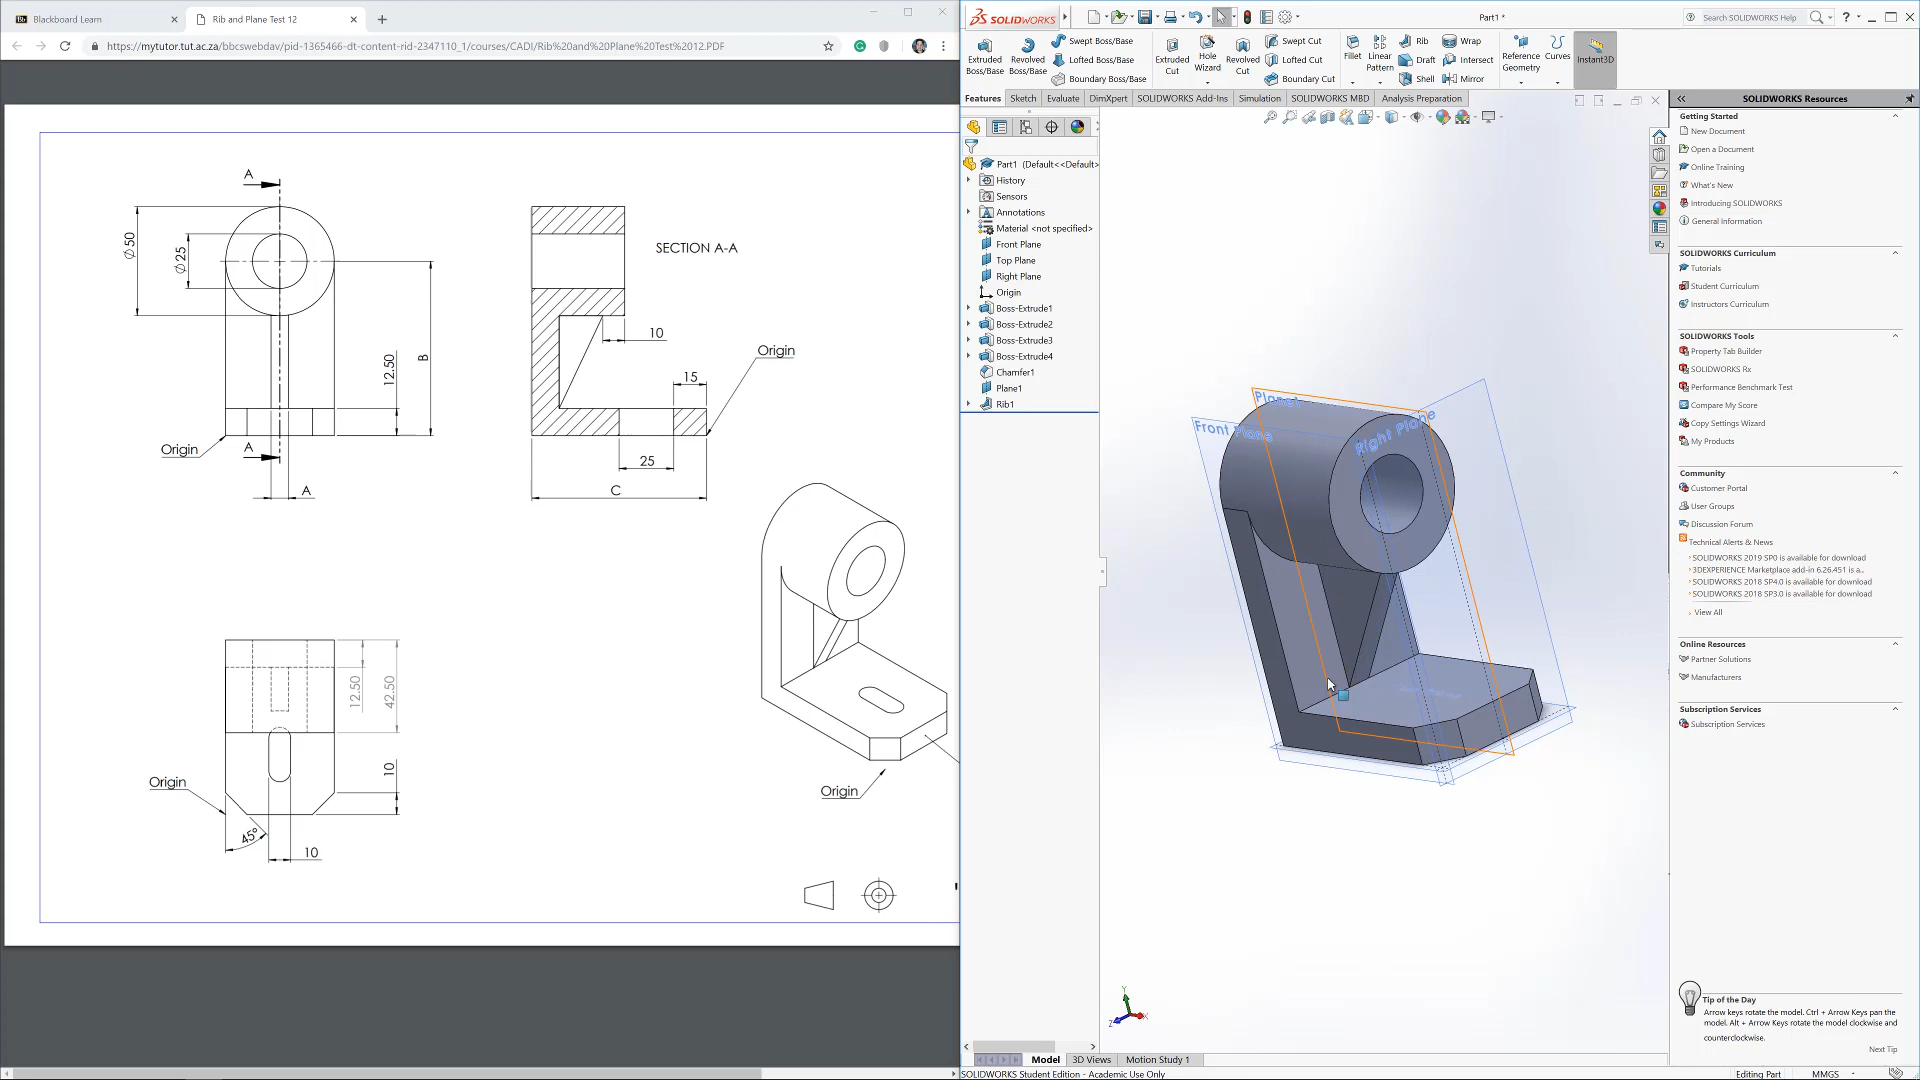 Blackboard Learn
Rib and Plane Test 12
https://mytutor.tut.ac.za/bbcswebdav/pid-1365466-dt-content-rid-2347110_1/courses/CADI/Rib%20and%20Plane%20Test%2012.PDF
A
Ø50
Ø25
12.50
B
Origin
A
A
SECTION A-A
10
Origin
15
25
C
12.50
42.50
10
Origin
45°
10
Origin
SOLIDWORKS
Part1 *
Search SOLIDWORKS Help
Extruded Boss/Base
Revolved Boss/Base
Swept Boss/Base
Lofted Boss/Base
Boundary Boss/Base
Extruded Cut
Hole Wizard
Revolved Cut
Swept Cut
Lofted Cut
Boundary Cut
Fillet
Linear Pattern
Rib
Draft
Shell
Wrap
Intersect
Mirror
Reference Geometry
Curves
Instant3D
Features
Sketch
Evaluate
DimXpert
SOLIDWORKS Add-Ins
Simulation
SOLIDWORKS MBD
Analysis Preparation
Part1 (Default<<Default>
History
Sensors
Annotations
Material <not specified>
Front Plane
Top Plane
Right Plane
Origin
Boss-Extrude1
Boss-Extrude2
Boss-Extrude3
Boss-Extrude4
Chamfer1
Plane1
Rib1
Plane1
Front Plane
Right Plane
Y
Z
X
Model
3D Views
Motion Study 1
SOLIDWORKS Student Edition - Academic Use Only
Editing Part
MMGS
SOLIDWORKS Resources
Getting Started
New Document
Open a Document
Online Training
What's New
Introducing SOLIDWORKS
General Information
SOLIDWORKS Curriculum
Tutorials
Student Curriculum
Instructors Curriculum
SOLIDWORKS Tools
Property Tab Builder
SOLIDWORKS Rx
Performance Benchmark Test
Compare My Score
Copy Settings Wizard
My Products
Community
Customer Portal
User Groups
Discussion Forum
Technical Alerts & News
SOLIDWORKS 2019 SP0 is available for download
3DEXPERIENCE Marketplace add-in 6.26.451 is a..
SOLIDWORKS 2018 SP4.0 is available for download
SOLIDWORKS 2018 SP3.0 is available for download
View All
Online Resources
Partner Solutions
Manufacturers
Subscription Services
Subscription Services
Tip of the Day
Arrow keys rotate the model. Ctrl + Arrow Keys pan the
model. Alt + Arrow Keys rotate the model clockwise and
counterclockwise.
Next Tip